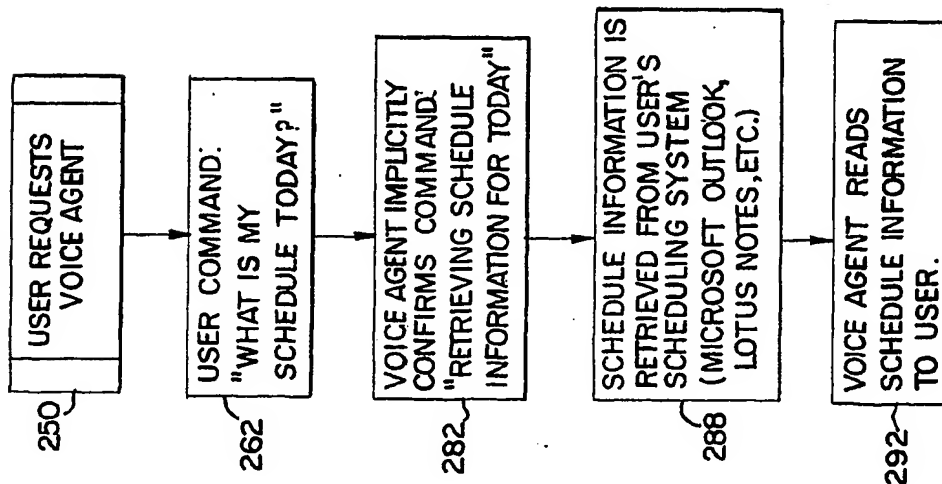 USER REQUESTS
VOICE AGENT
250
USER COMMAND:
"WHAT IS MY
SCHEDULE TODAY?"
262
VOICE AGENT IMPLICITLY
CONFIRMS COMMAND:
"RETRIEVING SCHEDULE
INFORMATION FOR TODAY"
282
SCHEDULE INFORMATION IS
RETRIEVED FROM USER'S
SCHEDULING SYSTEM
(MICROSOFT OUTLOOK,
LOTUS NOTES, ETC.)
288
VOICE AGENT READS
SCHEDULE INFORMATION
TO USER.
292